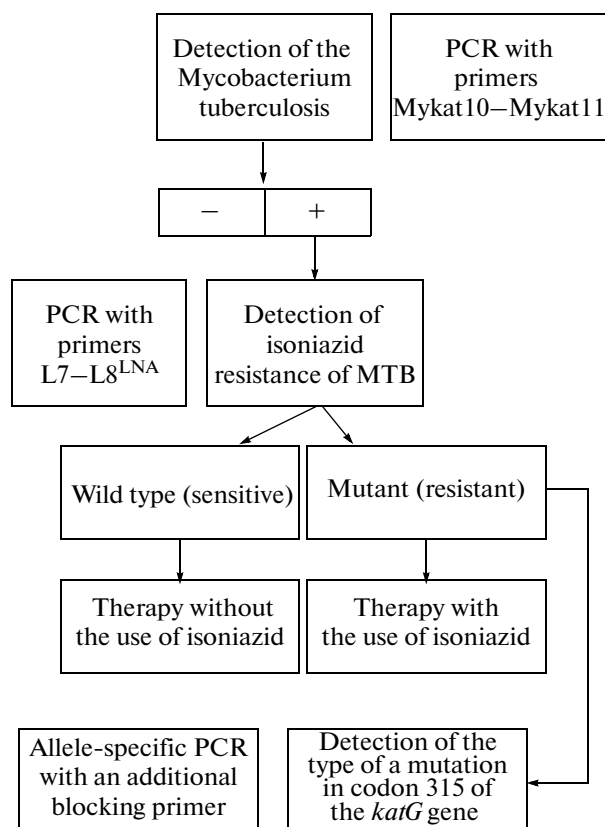 Detection of the
Mycobacterium
tuberculosis
PCR with
primers
Mykat10–Mykat11
–
+
PCR with
primers
L7–L8LNA
Detection of
isoniazid
resistance of MTB
Wild type (sensitive)
Mutant (resistant)
Therapy without
the use of isoniazid
Therapy with
the use of isoniazid
Allele-specific PCR
with an additional
blocking primer
Detection of the
type of a mutation
in codon 315 of
the katG gene